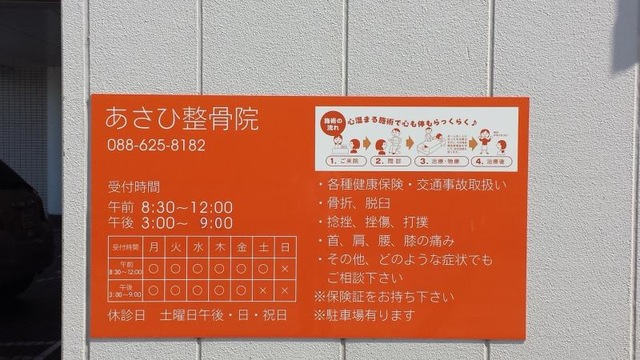 あさひ整骨院
088-625-8182
受付時間
午前 8:30〜12:00
午後 3:00〜 9:00
受付時間 月 火 水 木 金 土 日
午前 8:30〜12:00 ○ ○ ○ ○ ○ ○ ×
午後 3:00〜9:00 ○ ○ ○ ○ ○ × ×
休診日 土曜日午後・日・祝日
施術の流れ
心温まる施術で心も体もらっくらく♪
1. ご来院
2. 問診
3. 治療・物療
4. 治療後
・各種健康保険・交通事故取扱い
・骨折、脱臼
・捻挫、挫傷、打撲
・首、肩、腰、膝の痛み
・その他、どのような症状でも
ご相談下さい
※保険証をお持ち下さい
※駐車場有ります